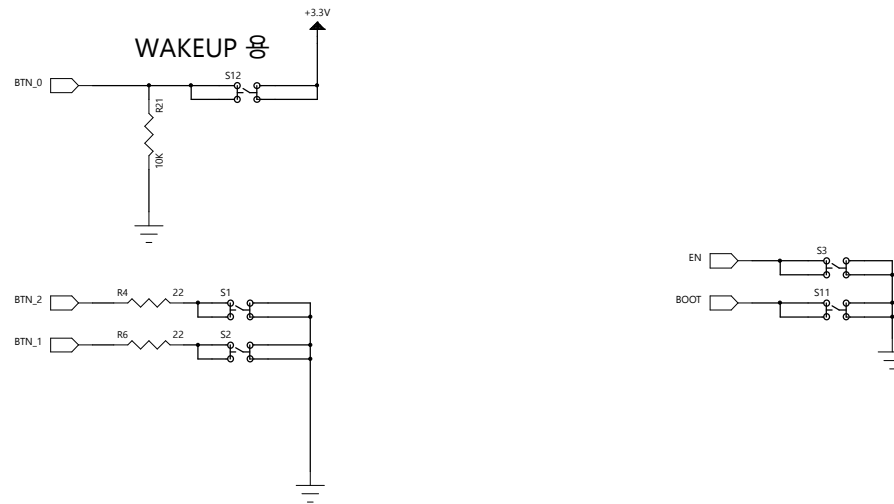 +3.3V
WAKEUP 용
BTN_0
S12
R21
10K
EN
S3
BTN_2
R4
22
S1
BOOT
S11
BTN_1
R6
22
S2